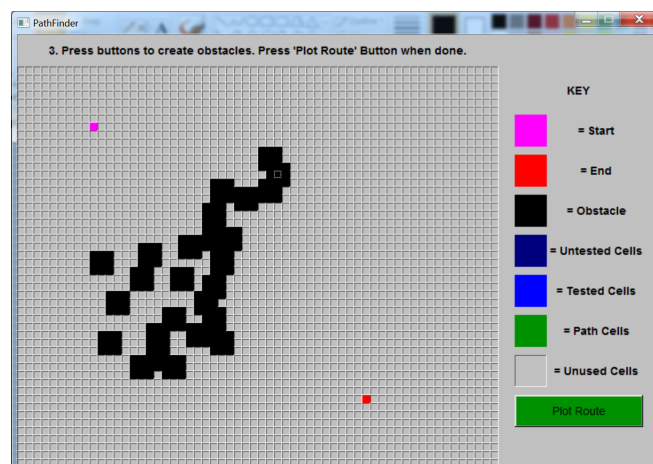 PathFinder
3. Press buttons to create obstacles. Press 'Plot Route' Button when done.
KEY
= Start
= End
= Obstacle
= Untested Cells
= Tested Cells
= Path Cells
= Unused Cells
Plot Route